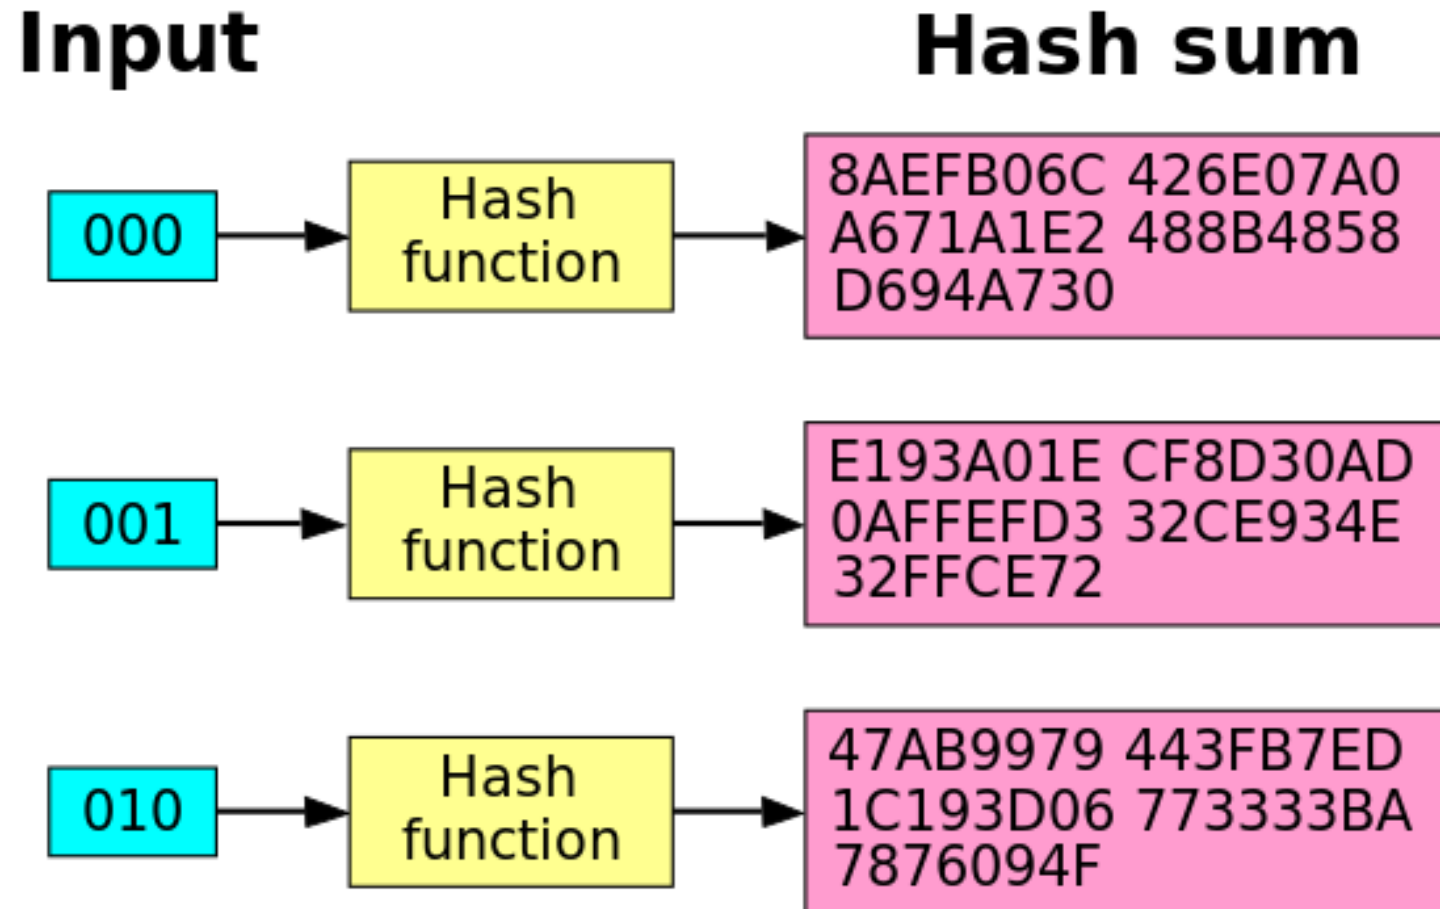 Input Hash sum
000
Hash
function
8AEFB06C 426E07A0
A671A1E2 488B4858
D694A730
001
Hash
function
E193A01E CF8D30AD
0AFFEFD3 32CE934E
32FFCE72
010
Hash
function
47AB9979 443FB7ED
1C193D06 773333BA
7876094F